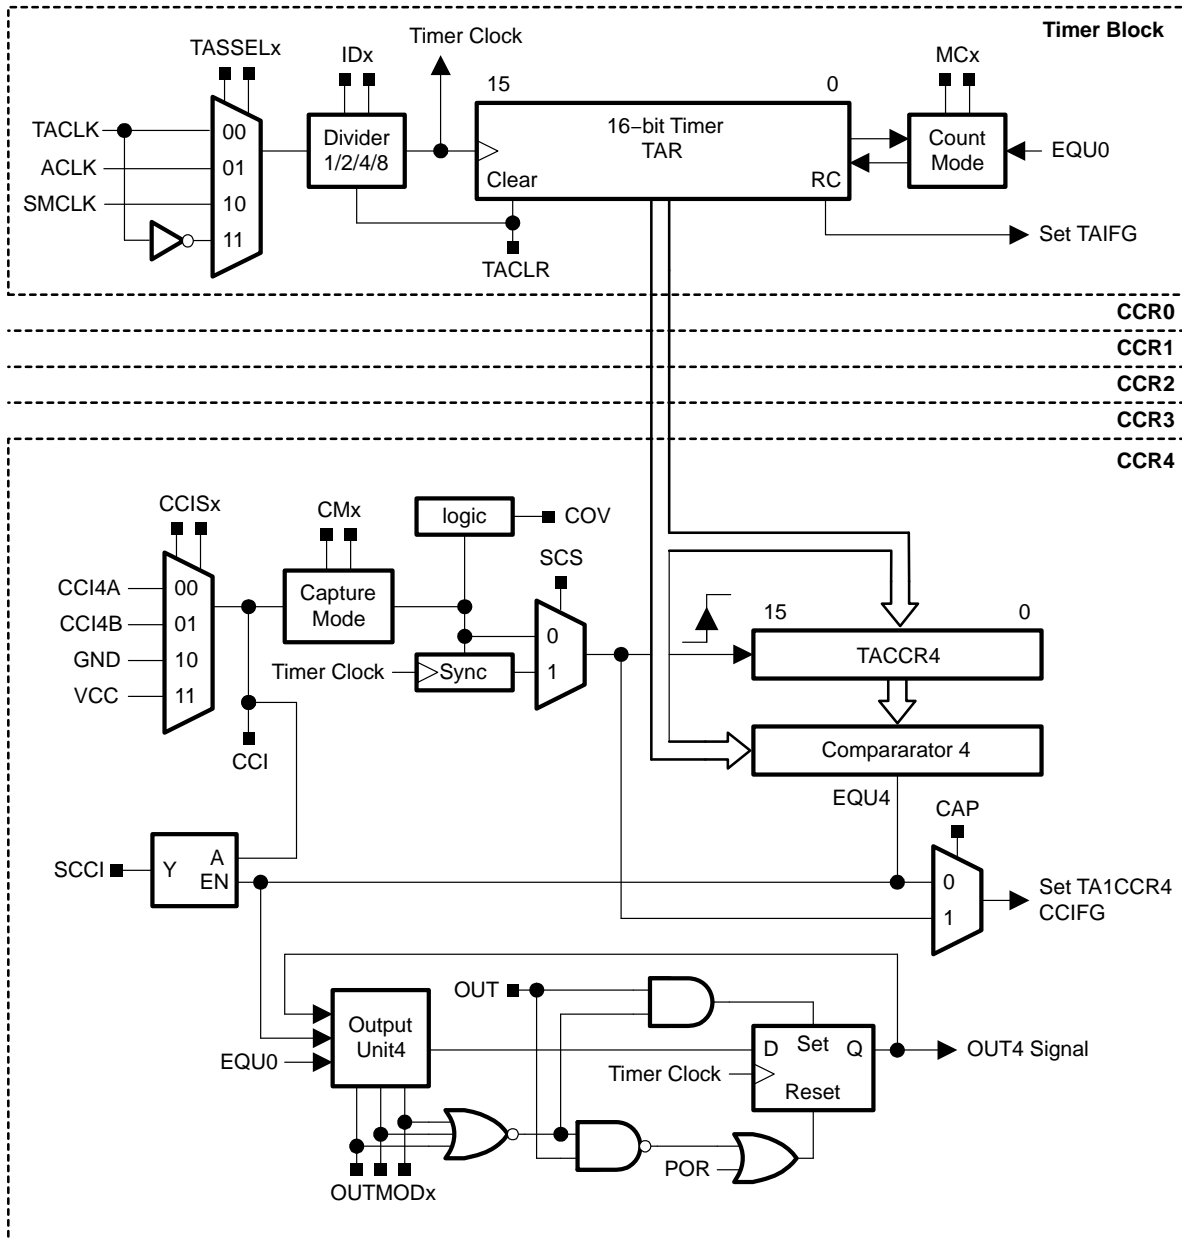 Timer Block
Timer Clock
TASSELx
IDx
15
0
MCx
TACLK
00
Divider
1/2/4/8
16−bit Timer
TAR
Count
Mode
EQU0
ACLK
01
SMCLK
10
Clear
RC
11
Set TAIFG
TACLR
CCR0
CCR1
CCR2
CCR3
CCR4
CCISx
CMx
logic
COV
SCS
CCI4A
00
Capture
Mode
CCI4B
01
0
15
0
GND
10
Timer Clock
Sync
1
TACCR4
VCC
11
CCI
Compararator 4
EQU4
CAP
SCCI
Y
A
EN
0
Set TA1CCR4
CCIFG
1
OUT
Output
Unit4
EQU0
D
Set
Q
OUT4 Signal
Timer Clock
Reset
POR
OUTMODx